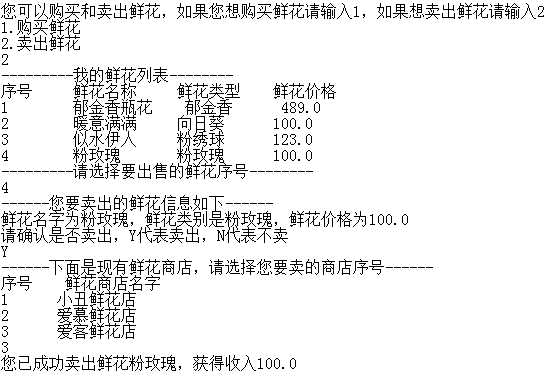 您可以购买和卖出鲜花，如果您想购买鲜花请输入1，如果想卖出鲜花请输入2
1.购买鲜花
2.卖出鲜花
2
---------我的鲜花列表--------
序号 鲜花名称 鲜花类型 鲜花价格
1 郁金香瓶花 郁金香 489.0
2 暖意满满 向日葵 100.0
3 似水伊人 粉绣球 123.0
4 粉玫瑰 粉玫瑰 100.0
---------请选择要出售的鲜花序号--------
4
------您要卖出的鲜花信息如下------
鲜花名字为粉玫瑰，鲜花类别是粉玫瑰，鲜花价格为100.0
请确认是否卖出，Y代表卖出，N代表不卖
Y
------下面是现有鲜花商店，请选择您要卖的商店序号------
序号 鲜花商店名字
1 小丑鲜花店
2 爱慕鲜花店
3 爱客鲜花店
3
您已成功卖出鲜花粉玫瑰，获得收入100.0